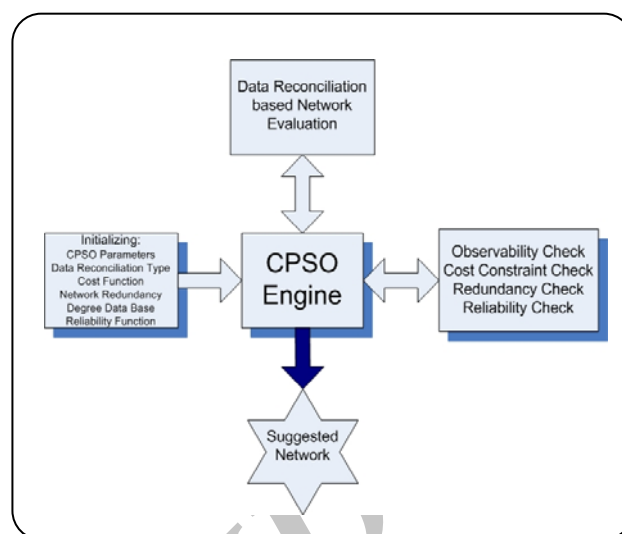 Data Reconciliation
based Network
Evaluation
Initializing:
CPSO Parameters
Data Reconciliation Type
Cost Function
Network Redundancy
Degree Data Base
Reliability Function
CPSO
Engine
Observability Check
Cost Constraint Check
Redundancy Check
Reliability Check
Suggested
Network